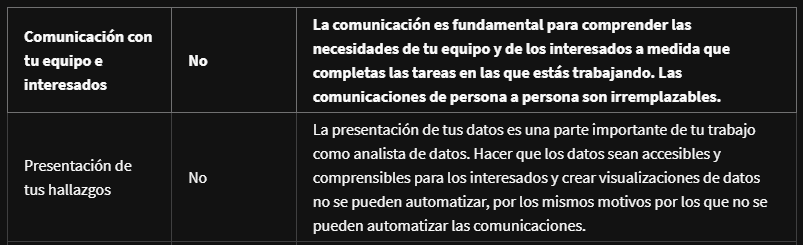 Comunicación con
tu equipo e
interesados
No
La comunicación es fundamental para comprender las
necesidades de tu equipo y de los interesados a medida que
completas las tareas en las que estás trabajando. Las
comunicaciones de persona a persona son irremplazables.
Presentación de
tus hallazgos
No
La presentación de tus datos es una parte importante de tu trabajo
como analista de datos. Hacer que los datos sean accesibles y
comprensibles para los interesados y crear visualizaciones de datos
no se pueden automatizar, por los mismos motivos por los que no se
pueden automatizar las comunicaciones.